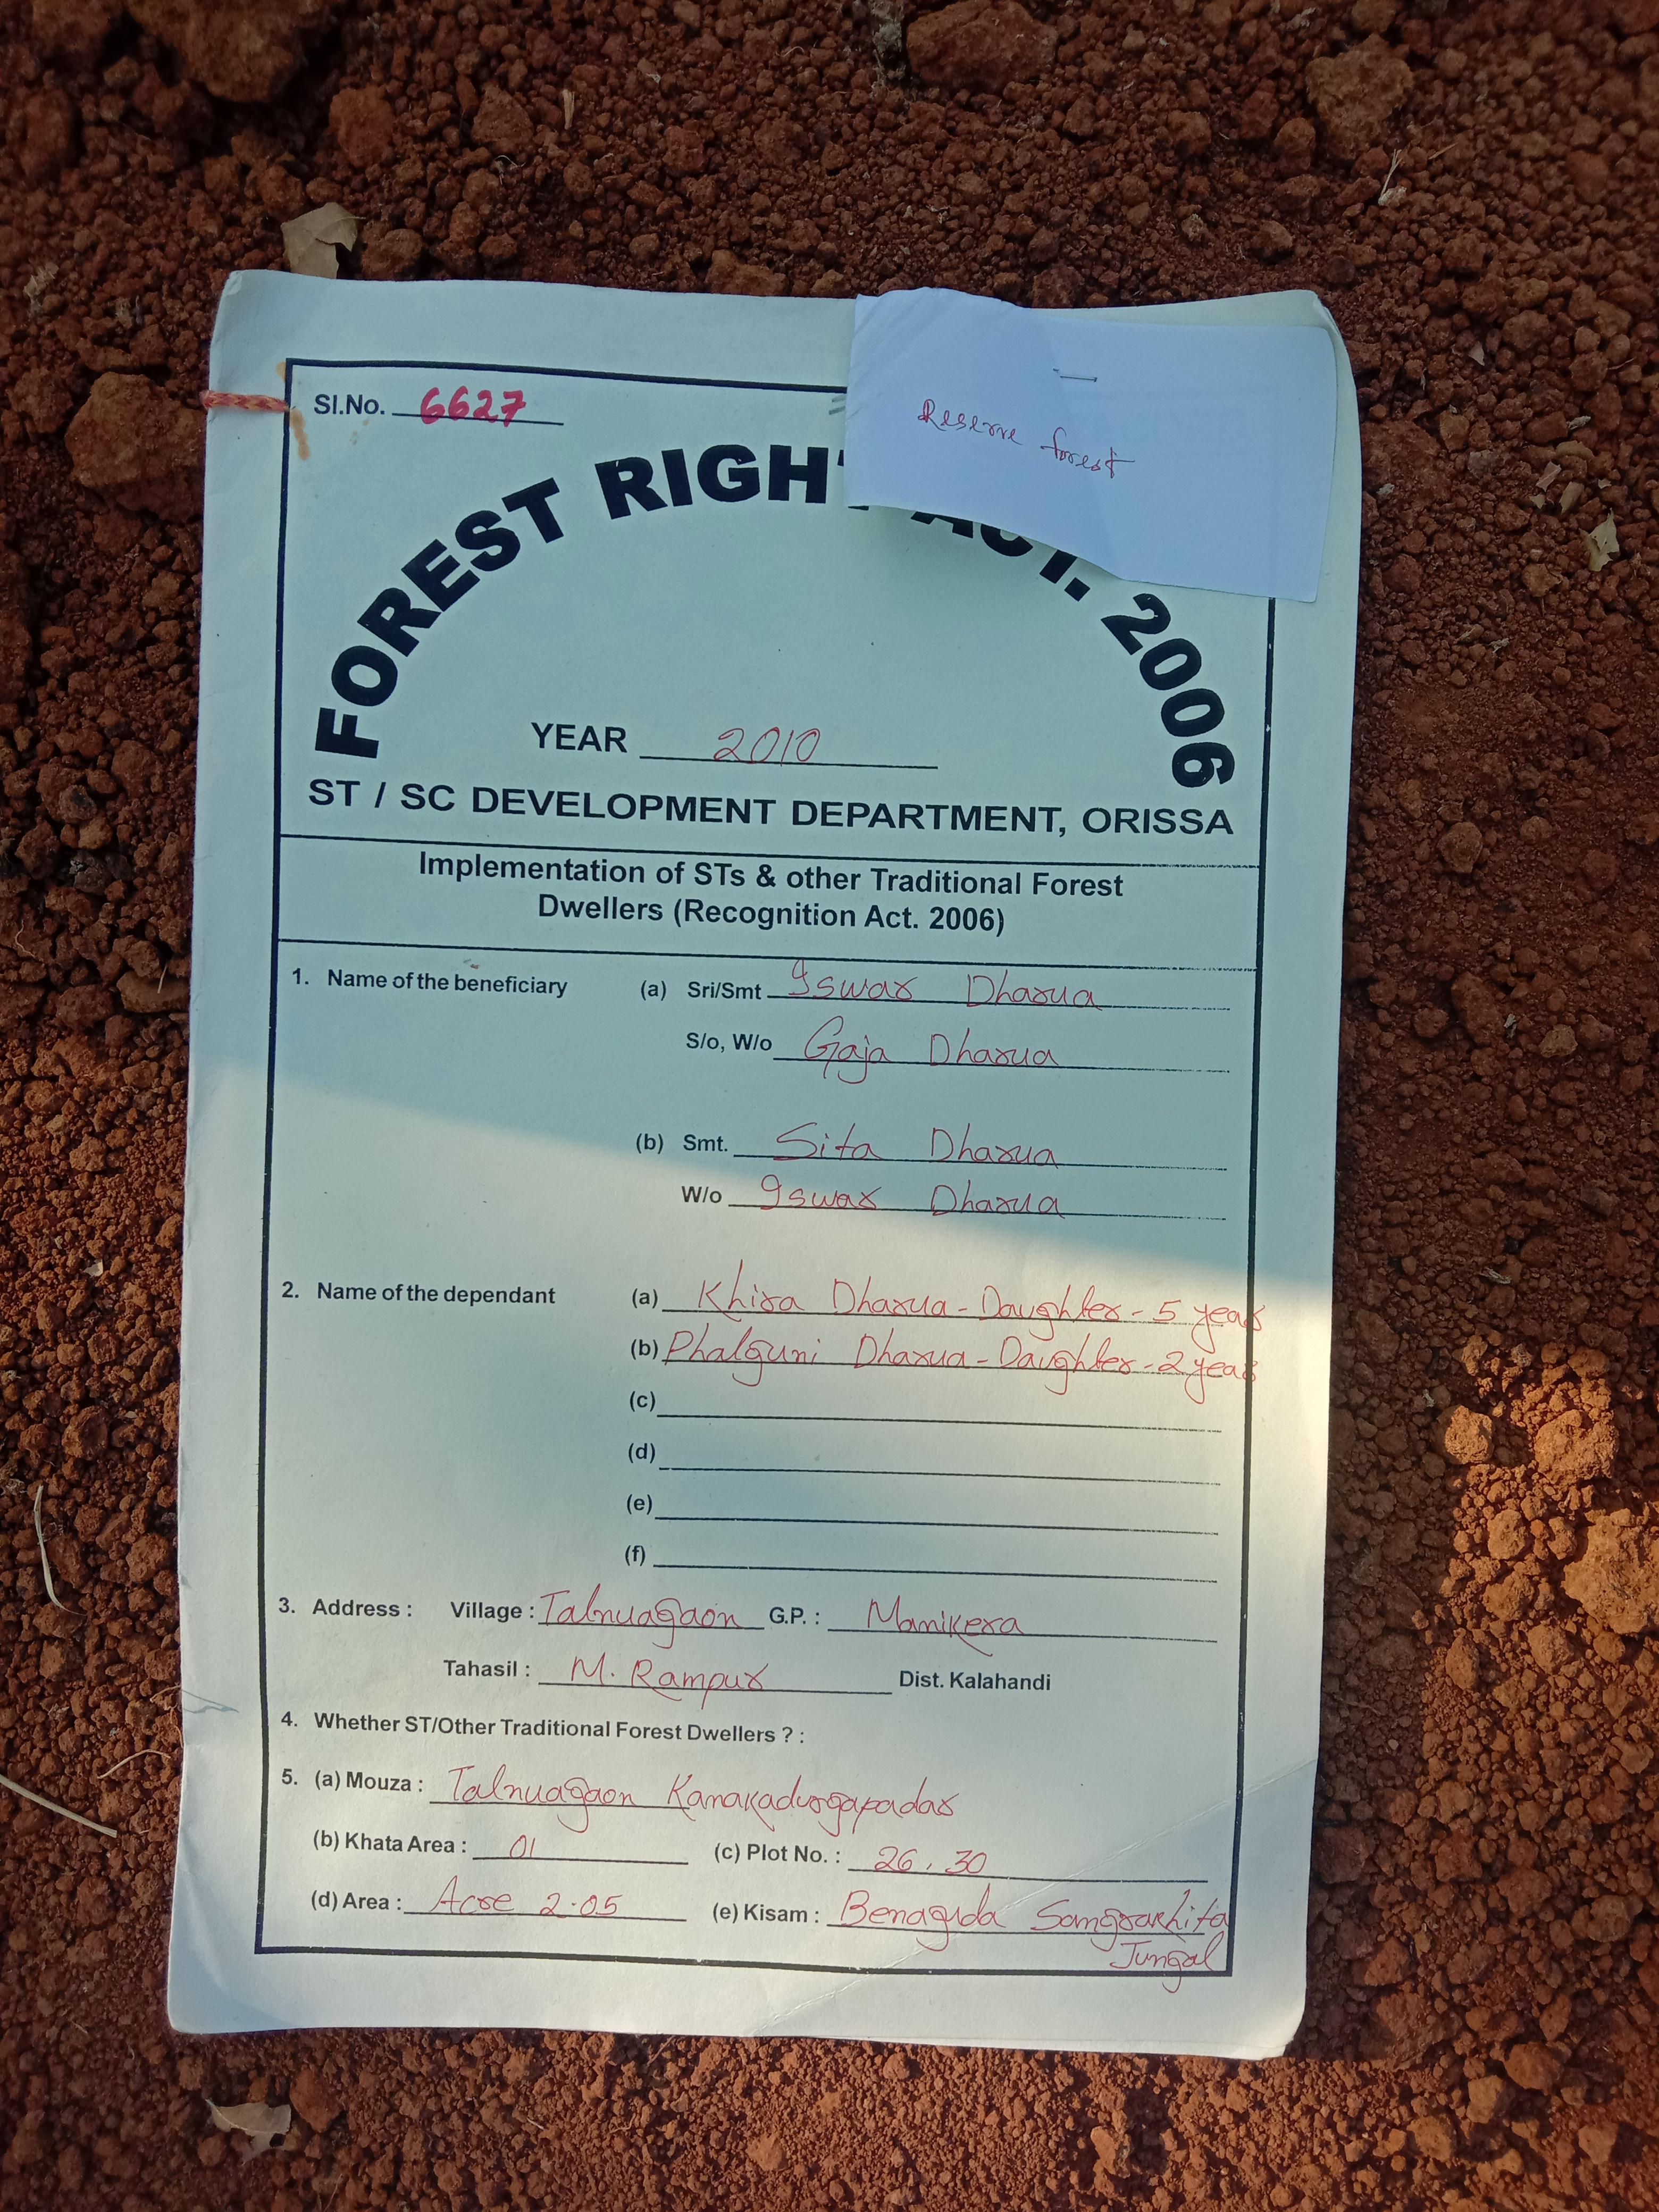 Reserve forest
Sl.No. 6627
FOREST RIGHT ACT. 2006
YEAR 2010
ST / SC DEVELOPMENT DEPARTMENT, ORISSA
Implementation of STs & other Traditional Forest
Dwellers (Recognition Act. 2006)
1. Name of the beneficiary (a) Sri/Smt Iswar Dharua
S/o, W/o Gaja Dharua
(b) Smt. Sita Dharua
W/o Iswar Dharua
2. Name of the dependant (a) Khira Dharua - Daughter - 5 year
(b) Phalguni Dharua - Daughter - 2 year
(c)
(d)
(e)
(f)
3. Address : Village : Talnuagaon G.P. : Manikera
Tahasil : M. Rampur Dist. Kalahandi
4. Whether ST/Other Traditional Forest Dwellers ? :
5. (a) Mouza : Talnuagaon Kanakadurgapadar
(b) Khata Area : 01 (c) Plot No. : 26, 30
(d) Area : Acre 2.05 (e) Kisam : Benaguda Sangrakhita
Jungal